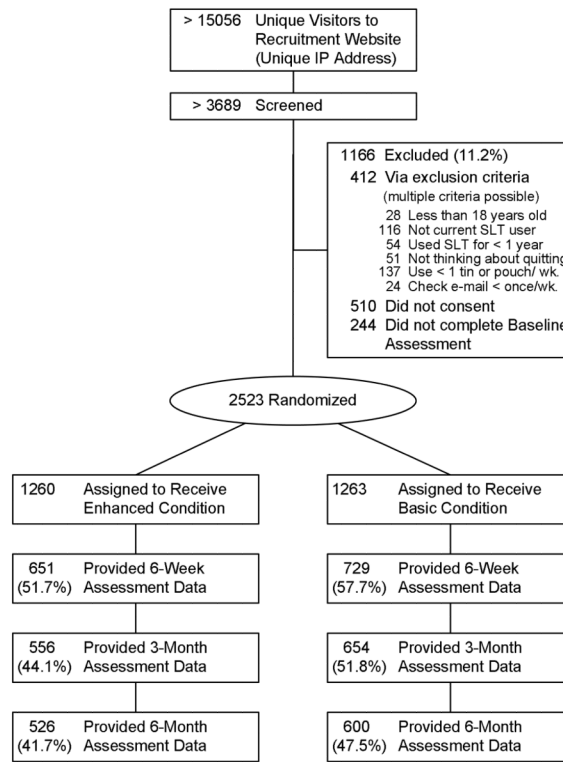 > 15056 Unique Visitors to
Recruitment Website
(Unique IP Address)
> 3689 Screened
1166 Excluded (11.2%)
412 Via exclusion criteria
(multiple criteria possible)
28 Less than 18 years old
116 Not current SLT user
54 Used SLT for < 1 year
51 Not thinking about quitting
137 Use < 1 tin or pouch/ wk.
24 Check e-mail < once/wk.
510 Did not consent
244 Did not complete Baseline
Assessment
2523 Randomized
1260 Assigned to Receive
Enhanced Condition
1263 Assigned to Receive
Basic Condition
651 Provided 6-Week
(51.7%) Assessment Data
729 Provided 6-Week
(57.7%) Assessment Data
556 Provided 3-Month
(44.1%) Assessment Data
654 Provided 3-Month
(51.8%) Assessment Data
526 Provided 6-Month
(41.7%) Assessment Data
600 Provided 6-Month
(47.5%) Assessment Data